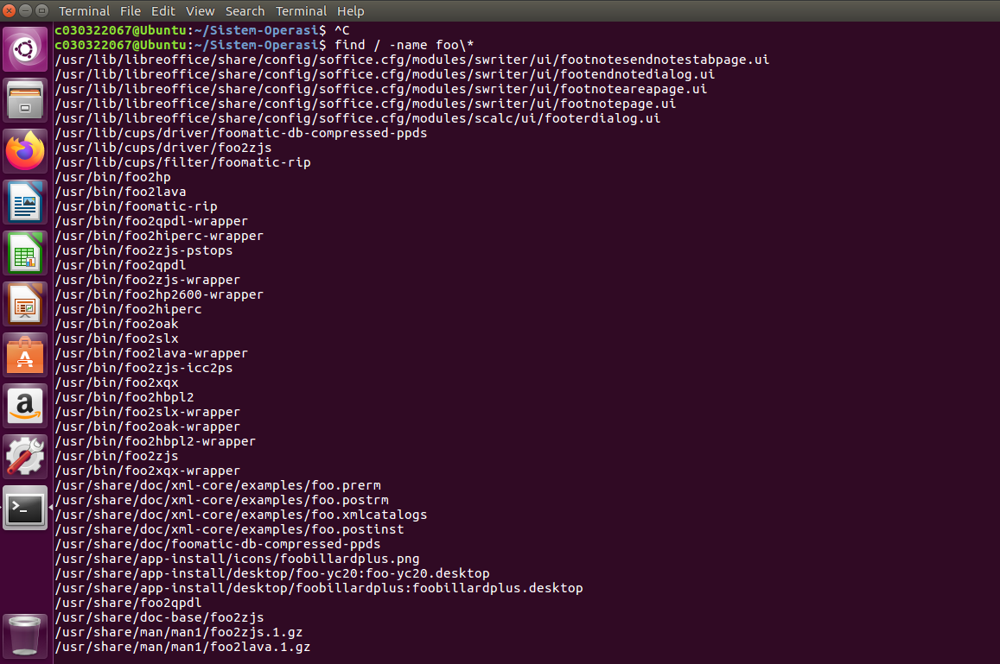 Terminal File Edit View Search Terminal Help
c030322067@Ubuntu:~/Sistem-Operasi$ ^C
c030322067@Ubuntu:~/Sistem-Operasi$ find / -name foo\*
/usr/lib/libreoffice/share/config/soffice.cfg/modules/swriter/ui/footnotesendnotestabpage.ui
/usr/lib/libreoffice/share/config/soffice.cfg/modules/swriter/ui/footendnotedialog.ui
/usr/lib/libreoffice/share/config/soffice.cfg/modules/swriter/ui/footnoteareapage.ui
/usr/lib/libreoffice/share/config/soffice.cfg/modules/swriter/ui/footnotepage.ui
/usr/lib/libreoffice/share/config/soffice.cfg/modules/scalc/ui/footerdialog.ui
/usr/lib/cups/driver/foomatic-db-compressed-ppds
/usr/lib/cups/driver/foo2zjs
/usr/lib/cups/filter/foomatic-rip
/usr/bin/foo2hp
/usr/bin/foo2lava
/usr/bin/foomatic-rip
/usr/bin/foo2qpdl-wrapper
/usr/bin/foo2hiperc-wrapper
/usr/bin/foo2zjs-pstops
/usr/bin/foo2qpdl
/usr/bin/foo2zjs-wrapper
/usr/bin/foo2hp2600-wrapper
/usr/bin/foo2hiperc
/usr/bin/foo2oak
/usr/bin/foo2slx
/usr/bin/foo2lava-wrapper
/usr/bin/foo2zjs-icc2ps
/usr/bin/foo2xqx
/usr/bin/foo2hbpl2
/usr/bin/foo2slx-wrapper
/usr/bin/foo2oak-wrapper
/usr/bin/foo2hbpl2-wrapper
/usr/bin/foo2zjs
/usr/bin/foo2xqx-wrapper
/usr/share/doc/xml-core/examples/foo.prerm
/usr/share/doc/xml-core/examples/foo.postrm
/usr/share/doc/xml-core/examples/foo.xmlcatalogs
/usr/share/doc/xml-core/examples/foo.postinst
/usr/share/doc/foomatic-db-compressed-ppds
/usr/share/app-install/icons/foobillardplus.png
/usr/share/app-install/desktop/foo-yc20:foo-yc20.desktop
/usr/share/app-install/desktop/foobillardplus:foobillardplus.desktop
/usr/share/foo2qpdl
/usr/share/doc-base/foo2zjs
/usr/share/man/man1/foo2zjs.1.gz
/usr/share/man/man1/foo2lava.1.gz